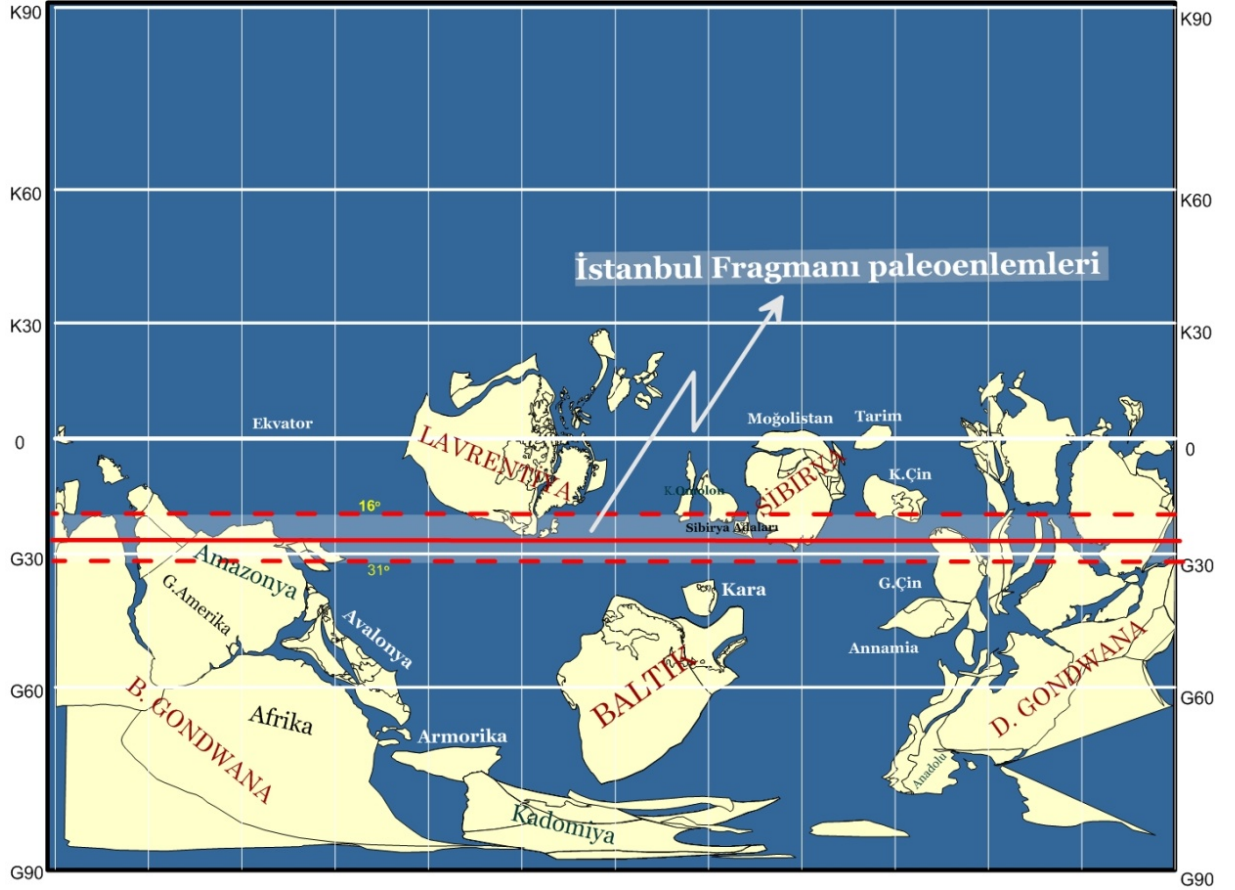 K90
K90
K60
K60
İstanbul Fragmanı paleoenlemleri
K30
K30
Ekvator
Moğolistan
Tarim
0
0
LAVRENTİYA
SİBİRYA
K.Çin
16°
Sibirya Adaları
G30
G30
31°
Amazonya
G.Amerika
Avalonya
Kara
G.Çin
Annamia
BALTIK
D. GONDWANA
G60
G60
B. GONDWANA
Afrika
Armorika
Anadolu
Kadomiya
G90
G90